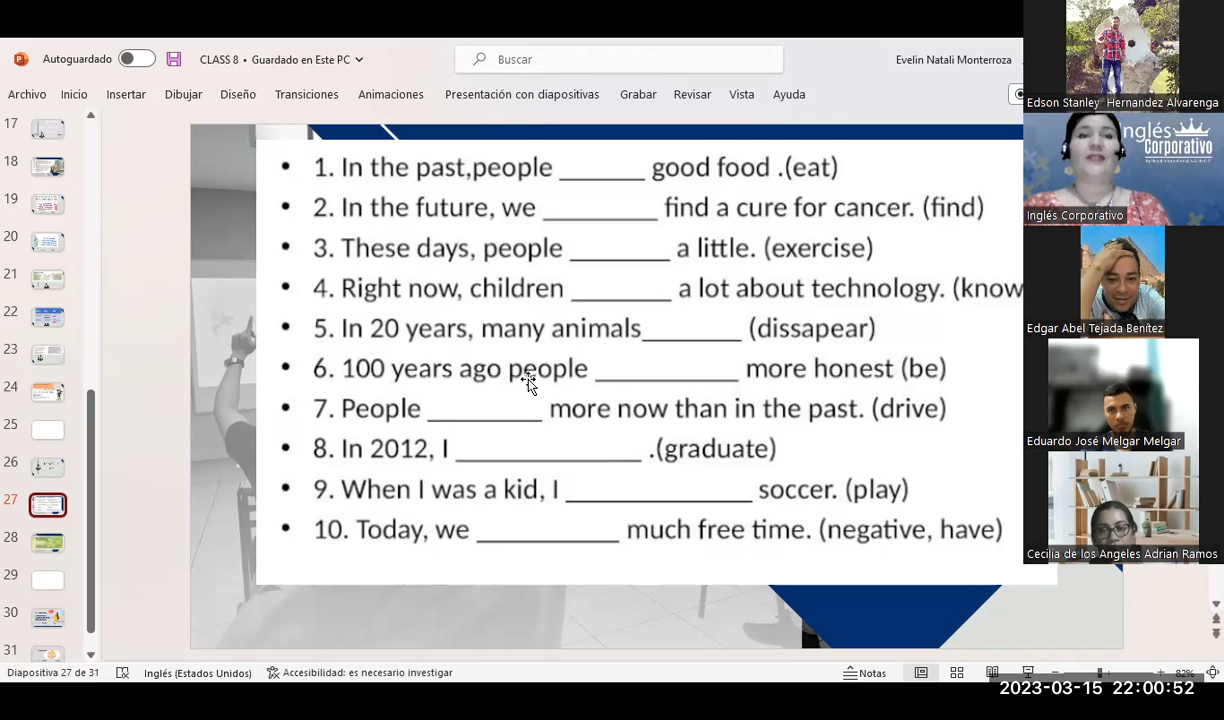 Autoguardado
CLASS 8 • Guardado en Este PC
Buscar
Evelin Natali Monterroza
Archivo Inicio Insertar Dibujar Diseño Transiciones Animaciones Presentación con diapositivas Grabar Revisar Vista Ayuda
17
18
19
20
21
22
23
24
25
26
27
28
29
30
31
• 1. In the past,people ______ good food .(eat)
• 2. In the future, we ________ find a cure for cancer. (find)
• 3. These days, people _______ a little. (exercise)
• 4. Right now, children _______ a lot about technology. (know
• 5. In 20 years, many animals_______ (dissapear)
• 6. 100 years ago people __________ more honest (be)
• 7. People ________ more now than in the past. (drive)
• 8. In 2012, I _____________ .(graduate)
• 9. When I was a kid, I _____________ soccer. (play)
• 10. Today, we __________ much free time. (negative, have)
Edson Stanley Hernandez Alvarenga
Inglés
Corporativo
Inglés Corporativo
Edgar Abel Tejada Benítez
Eduardo José Melgar Melgar
Cecilia de los Angeles Adrian Ramos
Diapositiva 27 de 31
Inglés (Estados Unidos)
Accesibilidad: es necesario investigar
Notas
82%
2023-03-15 22:00:52